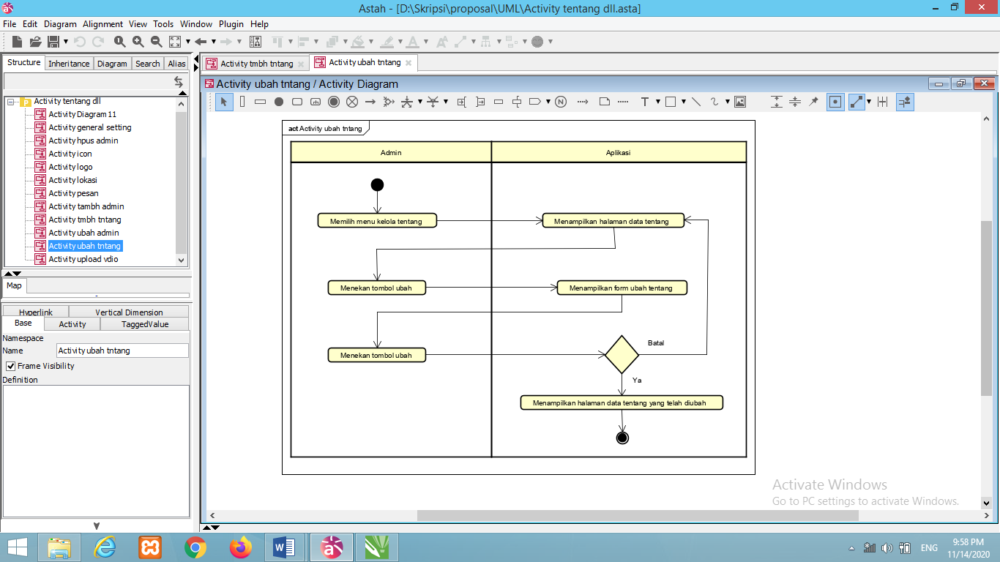 Astah - [D:\Skripsi\proposal\UML\Activity tentang dll.asta]
File Edit Diagram Alignment View Tools Window Plugin Help
Structure Inheritance Diagram Search Alias
Activity tmbh tntang Activity ubah tntang
Activity ubah tntang / Activity Diagram
Activity tentang dll
Activity Diagram 11
Activity general setting
Activity hpus admin
Activity icon
Activity logo
Activity lokasi
Activity pesan
Activity tambh admin
Activity tmbh tntang
Activity ubah admin
Activity ubah tntang
Activity upload vdio
Map
Hyperlink Vertical Dimension
Base Activity TaggedValue
Namespace
Name Activity ubah tntang
Frame Visibility
Definition
N T
act Activity ubah tntang
Admin Aplikasi
Memilih menu kelola tentang Menampilkan halaman data tentang
Menekan tombol ubah Menampilkan form ubah tentang
Batal
Menekan tombol ubah
Ya
Menampilkan halaman data tentang yang telah diubah
Activate Windows
Go to PC settings to activate Windows.
ENG
9:58 PM
11/14/2020